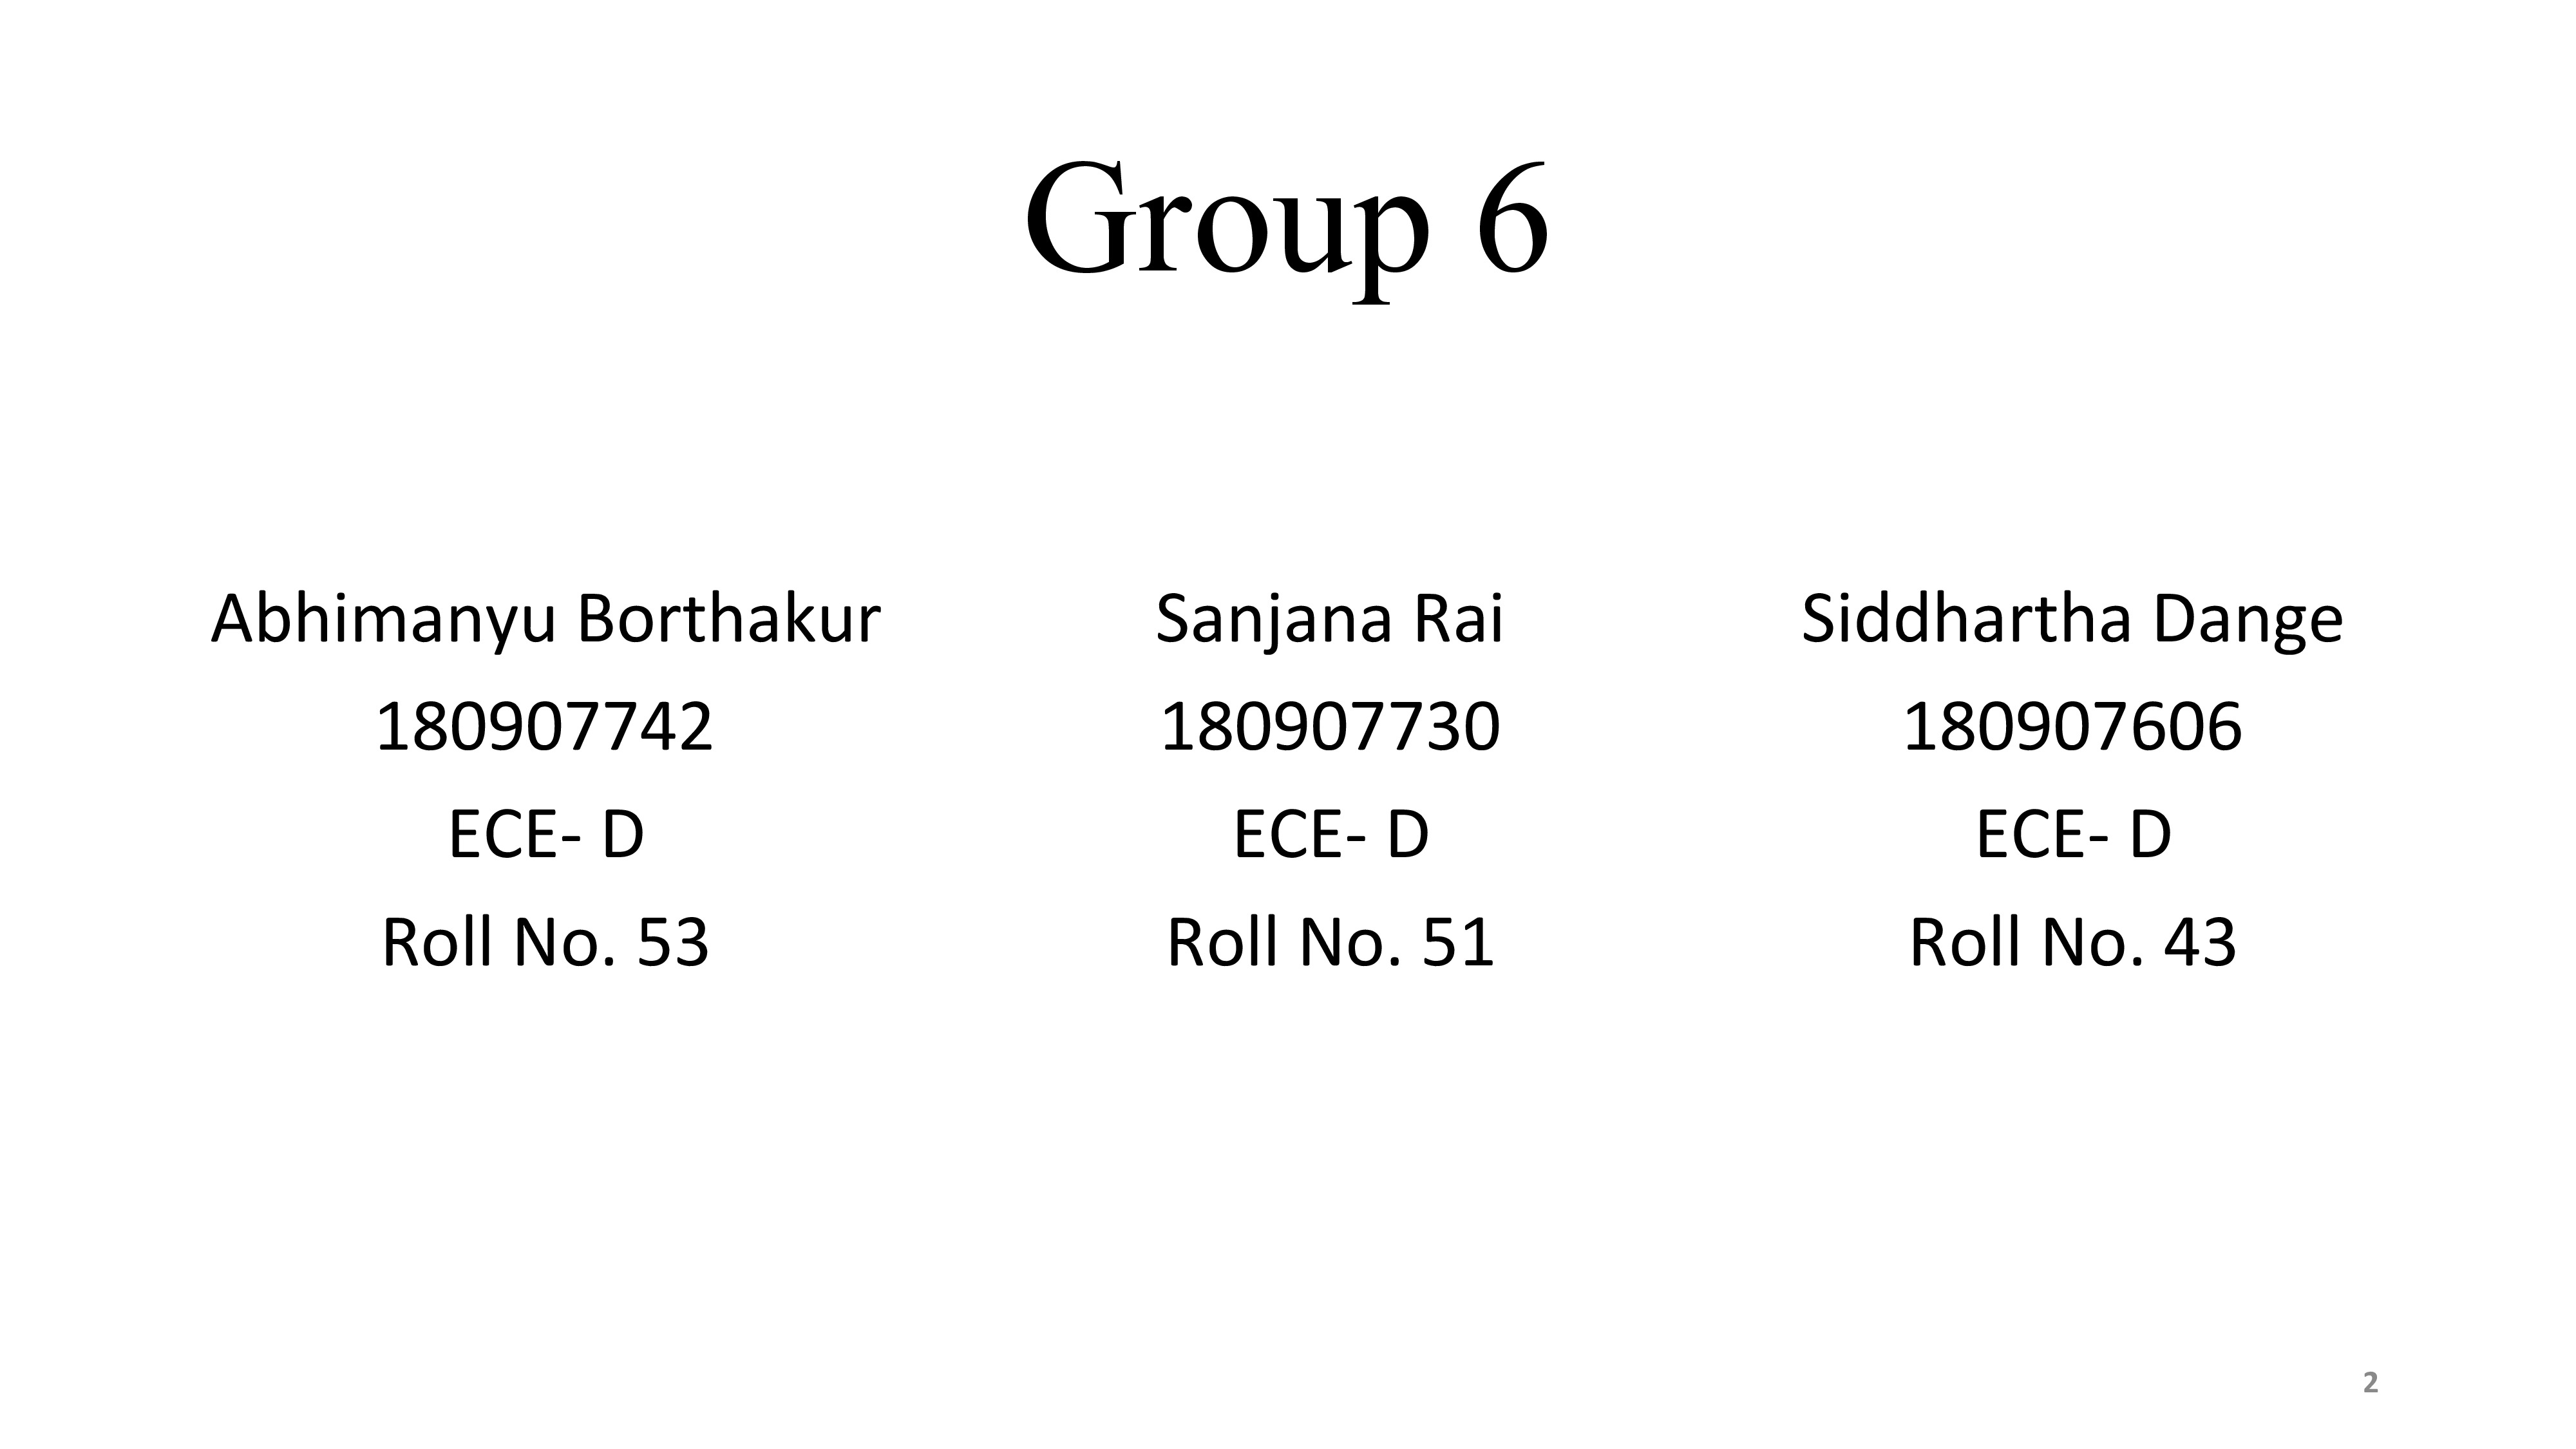 Group 6
Abhimanyu Borthakur
180907742
ECE- D
Roll No. 53
Sanjana Rai
180907730
ECE- D
Roll No. 51
Siddhartha Dange
180907606
ECE- D
Roll No. 43
2